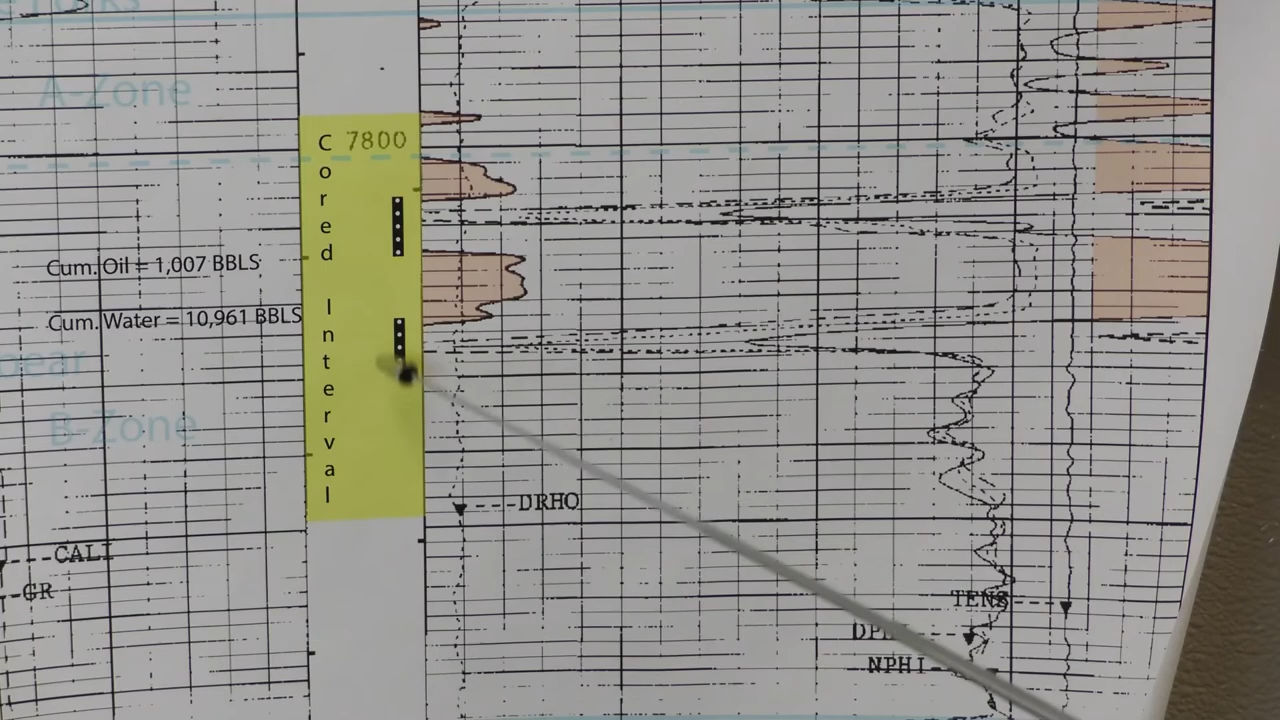 A-Zone
Cored Interval
7800
Cum. Oil = 1,007 BBLS
Cum. Water = 10,961 BBLS
B-Zone
DRHO
CALI
GR
TENS
NPHI